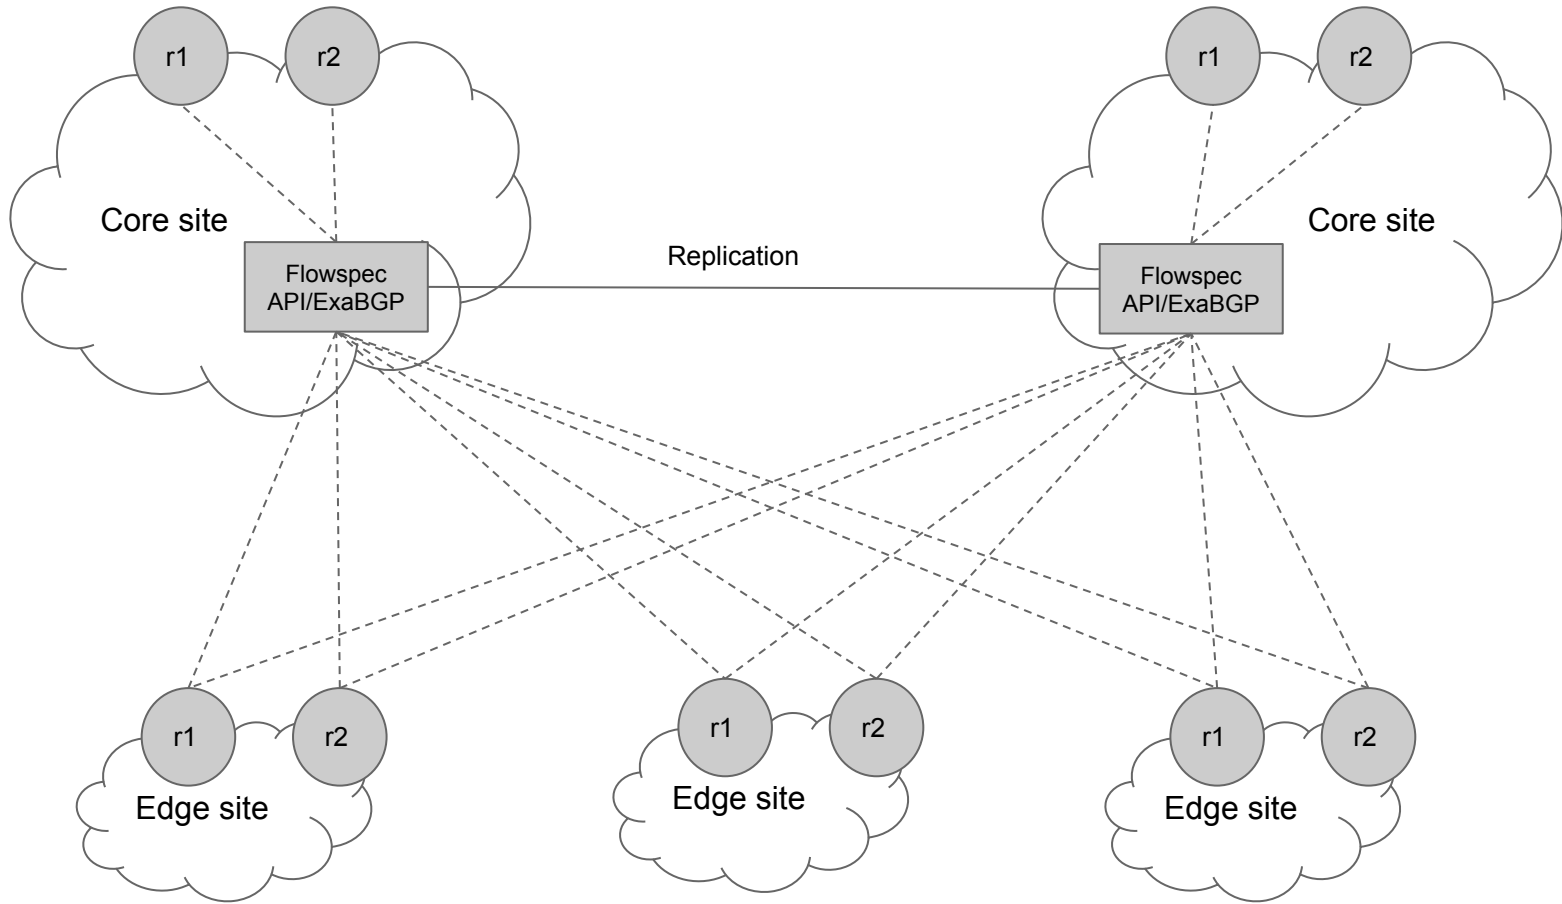 r1
r2
r1
r2
Core site
Core site
Replication
Flowspec
API/ExaBGP
Flowspec
API/ExaBGP
r1
r2
r1
r2
r1
r2
Edge site
Edge site
Edge site